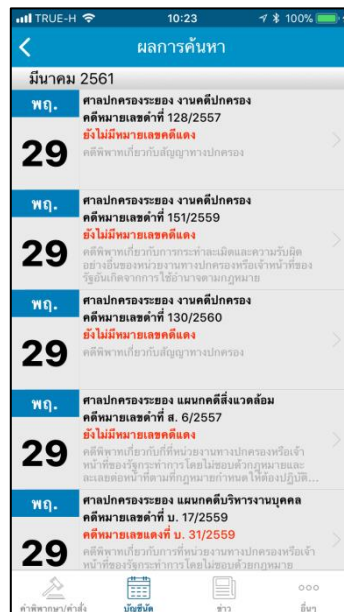 TRUE-H 10:23 100%
ผลการค้นหา
มีนาคม 2561
พฤ.
29
ศาลปกครองระยอง งานคดีปกครอง
คดีหมายเลขดำที่ 128/2557
ยังไม่มีหมายเลขคดีแดง
คดีพิพาทเกี่ยวกับสัญญาทางปกครอง
พฤ.
29
ศาลปกครองระยอง งานคดีปกครอง
คดีหมายเลขดำที่ 151/2559
ยังไม่มีหมายเลขคดีแดง
คดีพิพาทเกี่ยวกับการกระทำละเมิดและความรับผิด
อย่างอื่นของหน่วยงานทางปกครองหรือเจ้าหน้าที่ของ
รัฐอันเกิดจากการใช้อำนาจตามกฎหมาย
พฤ.
29
ศาลปกครองระยอง งานคดีปกครอง
คดีหมายเลขดำที่ 130/2560
ยังไม่มีหมายเลขคดีแดง
คดีพิพาทเกี่ยวกับสัญญาทางปกครอง
พฤ.
29
ศาลปกครองระยอง แผนกคดีสิ่งแวดล้อม
คดีหมายเลขดำที่ ส. 6/2557
ยังไม่มีหมายเลขคดีแดง
คดีพิพาทเกี่ยวกับกี่ที่หน่วยงานทางปกครองหรือเจ้า
หน้าที่ของรัฐกระทำการโดยไม่ชอบด้วยกฎหมายและ
ละเลยต่อหน้าที่ตามที่กฎหมายกำหนดให้ต้องปฏิบัติ...
พฤ.
29
ศาลปกครองระยอง แผนกคดีบริหารงานบุคคล
คดีหมายเลขดำที่ บ. 17/2559
คดีหมายเลขแดงที่ บ. 31/2559
คดีพิพาทเกี่ยวกับการที่หน่วยงานทางปกครองหรือเจ้า
หน้าที่ของรัฐกระทำการโดยไม่ชอบด้วยกฎหมาย
คำพิพากษา/คำสั่ง บัญชีนัด ข่าว อื่นๆ